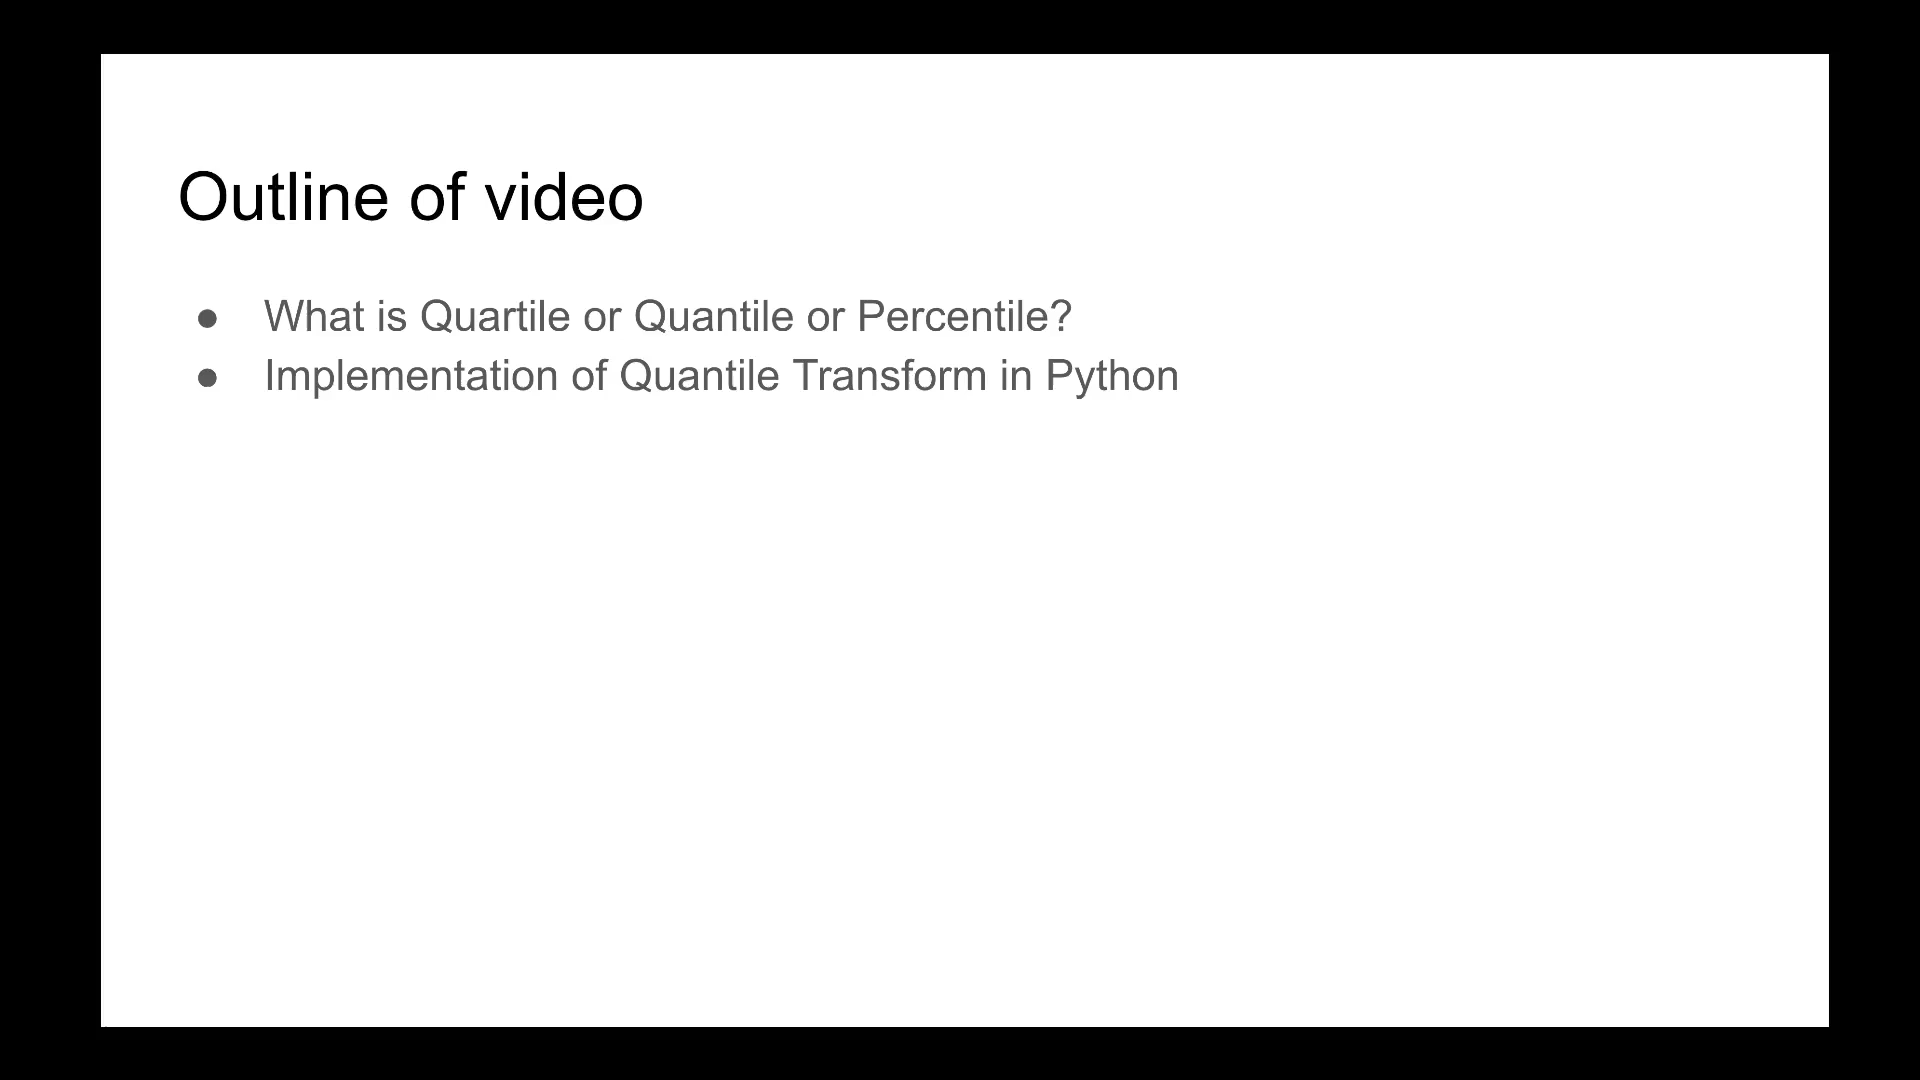 Outline of video
● What is Quartile or Quantile or Percentile?
● Implementation of Quantile Transform in Python